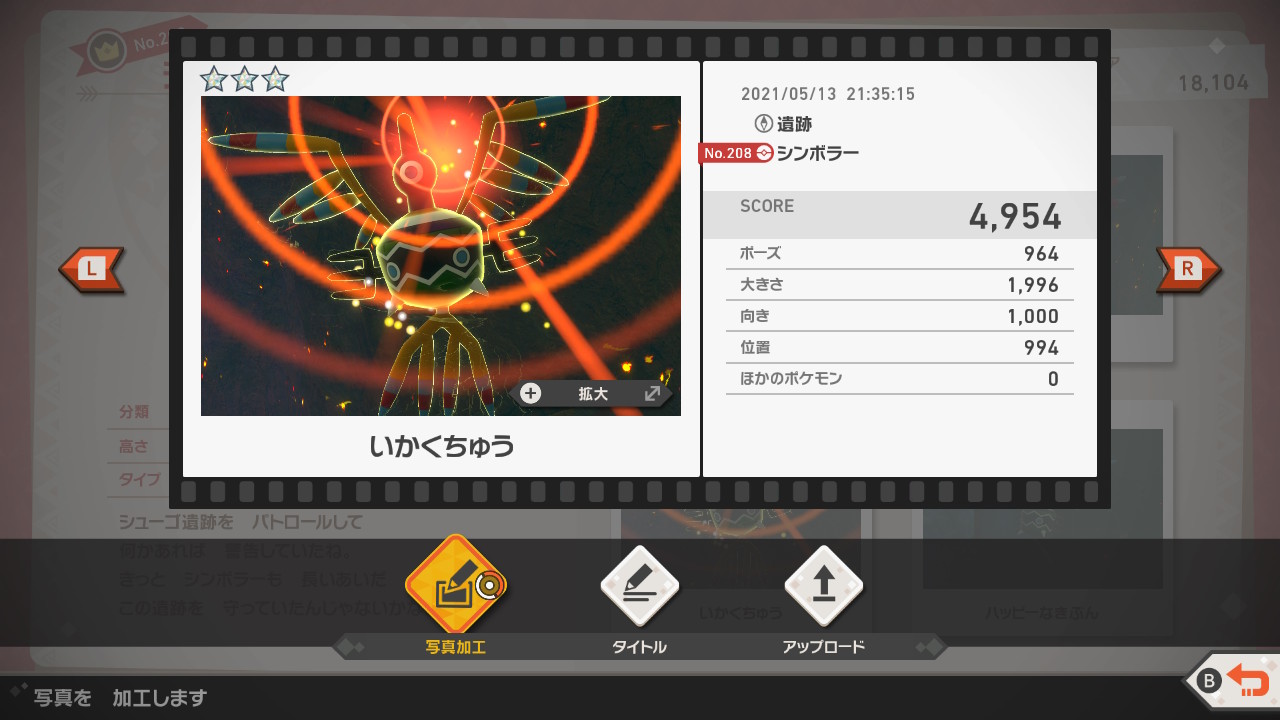 No.2
18,104
2021/05/13 21:35:15
遺跡
No.208 シンボラー
SCORE 4,954
ポーズ 964
大きさ 1,996
向き 1,000
位置 994
ほかのポケモン 0
拡大
いかくちゅう
L
R
分類
高さ
タイプ
シューゴ遺跡を パトロールして
何かあれば 警告していたね。
きっと シンボラーも 長いあいだ
この遺跡を 守っていたんじゃないか
いかくちゅう
ハッピーなきぶん
写真加工
タイトル
アップロード
写真を 加工します
B